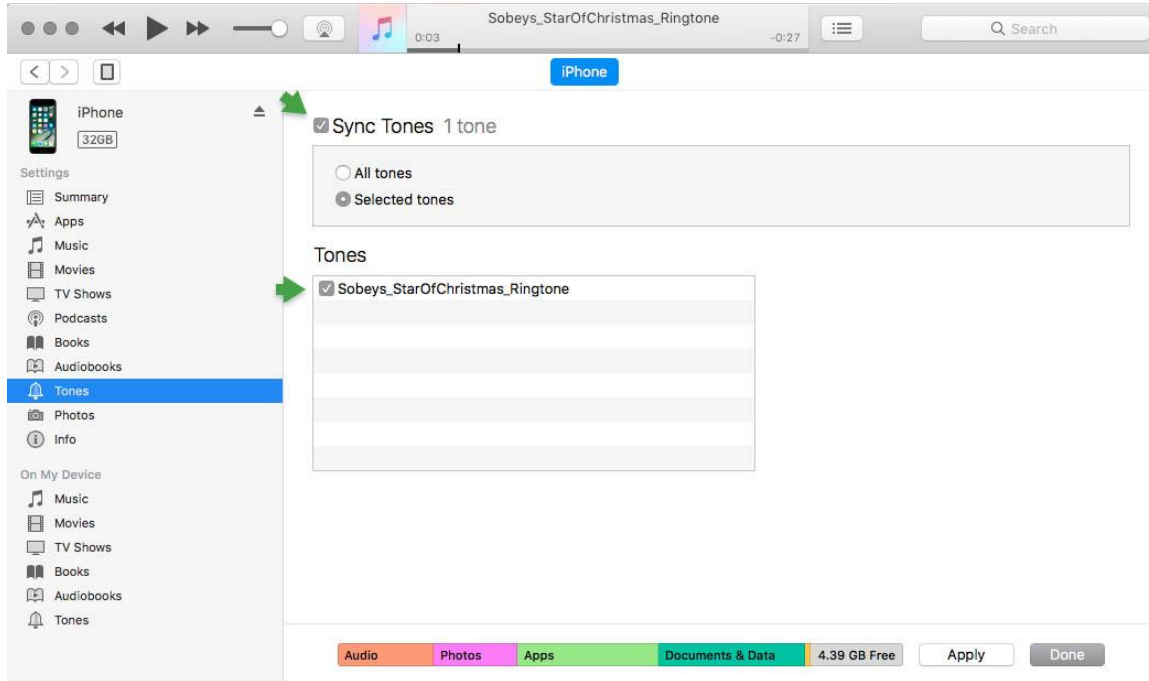 Sobeys_StarOfChristmas_Ringtone
0:03
-0:27
Search
iPhone
iPhone
32GB
Settings
Summary
Apps
Music
Movies
TV Shows
Podcasts
Books
Audiobooks
Tones
Photos
Info
On My Device
Music
Movies
TV Shows
Books
Audiobooks
Tones
Sync Tones 1 tone
All tones
Selected tones
Tones
Sobeys_StarOfChristmas_Ringtone
Audio Photos Apps Documents & Data 4.39 GB Free Apply Done